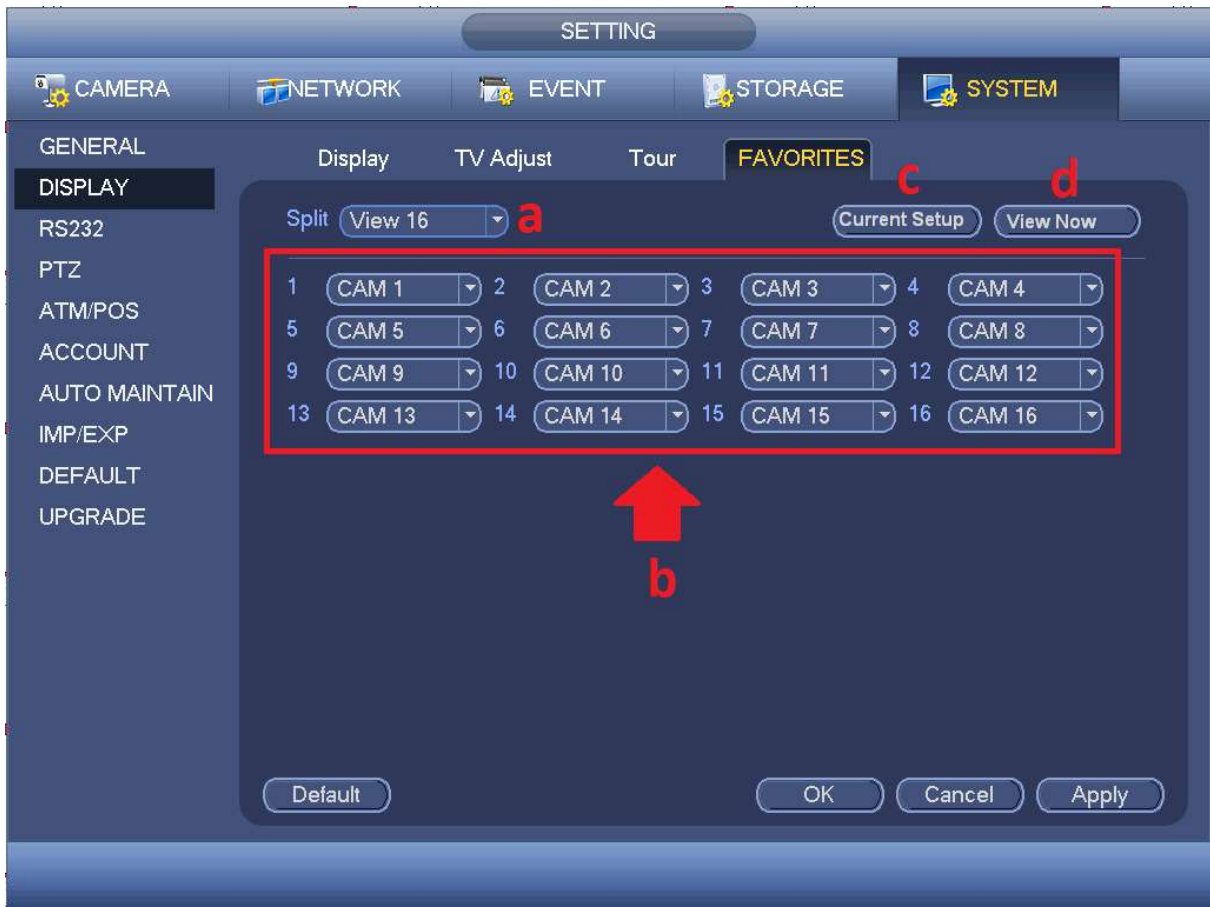 SETTING
CAMERA NETWORK EVENT STORAGE SYSTEM
GENERAL
DISPLAY
RS232
PTZ
ATM/POS
ACCOUNT
AUTO MAINTAIN
IMP/EXP
DEFAULT
UPGRADE
Display TV Adjust Tour FAVORITES
c d
Split View 16 a Current Setup View Now
1 CAM 1 2 CAM 2 3 CAM 3 4 CAM 4
5 CAM 5 6 CAM 6 7 CAM 7 8 CAM 8
9 CAM 9 10 CAM 10 11 CAM 11 12 CAM 12
13 CAM 13 14 CAM 14 15 CAM 15 16 CAM 16
b
Default OK Cancel Apply